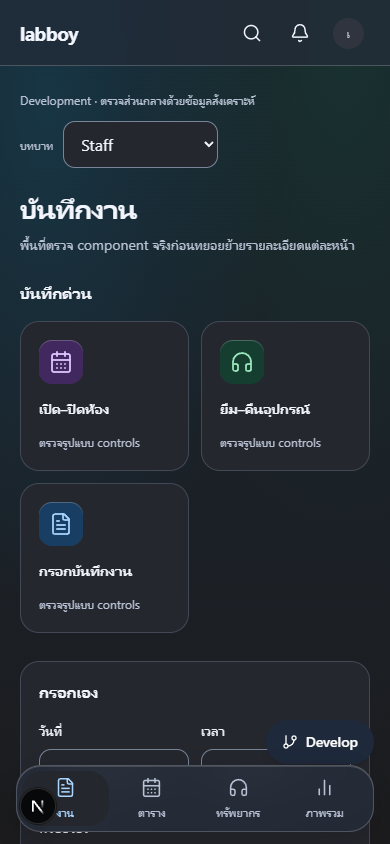 labboy
Development · ตรวจส่วนกลางด้วยข้อมูลสังเคราะห์
บทบาท
Staff
บันทึกงาน
พื้นที่ตรวจ component จริงก่อนทยอยย้ายรายละเอียดแต่ละหน้า
บันทึกด่วน
เปิด–ปิดห้อง
ตรวจรูปแบบ controls
ยืม–คืนอุปกรณ์
ตรวจรูปแบบ controls
กรอกบันทึกงาน
ตรวจรูปแบบ controls
กรอกเอง
วันที่
เวลา
Develop
N
งาน
ตาราง
ทรัพยากร
ภาพรวม